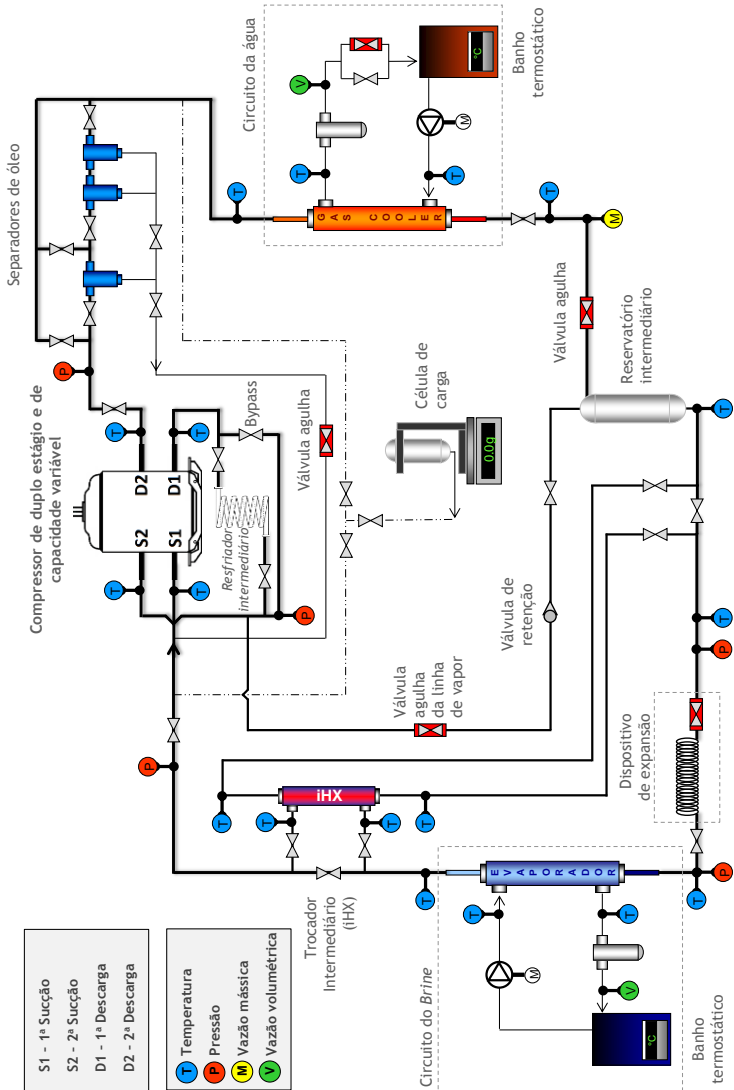 S1 - 1ª Sucção
S2 - 2ª Sucção
D1 - 1ª Descarga
D2 - 2ª Descarga
T Temperatura
P Pressão
M Vazão mássica
V Vazão volumétrica
Compressor de duplo estágio e de
capacidade variável
Separadores de óleo
S2
D2
S1
D1
T
T
T
T
P
P
P
Resfriador
intermediário
Bypass
Válvula agulha
Circuito da água
T
T
T
V
M
°C
GAS COOLER
Banho
termostático
Trocador
Intermediário
(iHX)
iHX
T
T
T
T
Válvula
agulha
da linha
de vapor
Célula de
carga
0.0g
Válvula de
retenção
Válvula agulha
Reservatório
intermediário
T
M
T
Circuito do Brine
T
T
T
V
M
°C
EVAPORADOR
Banho
termostático
Dispositivo
de expansão
T
P
P
T